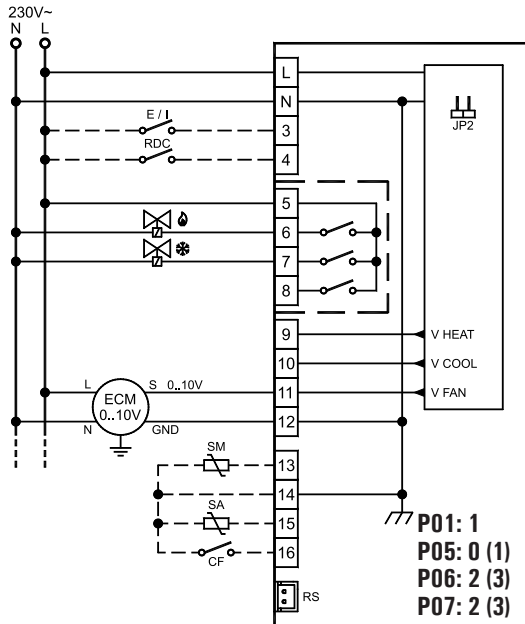 230V~
N L
L
N
JP2
E / I
3
RDC
4
5
6
7
8
9
V HEAT
10
V COOL
L
S 0..10V
11
V FAN
ECM
0..10V
N
GND
12
SM
13
14
SA
15
CF
16
RS
P01: 1
P05: 0 (1)
P06: 2 (3)
P07: 2 (3)